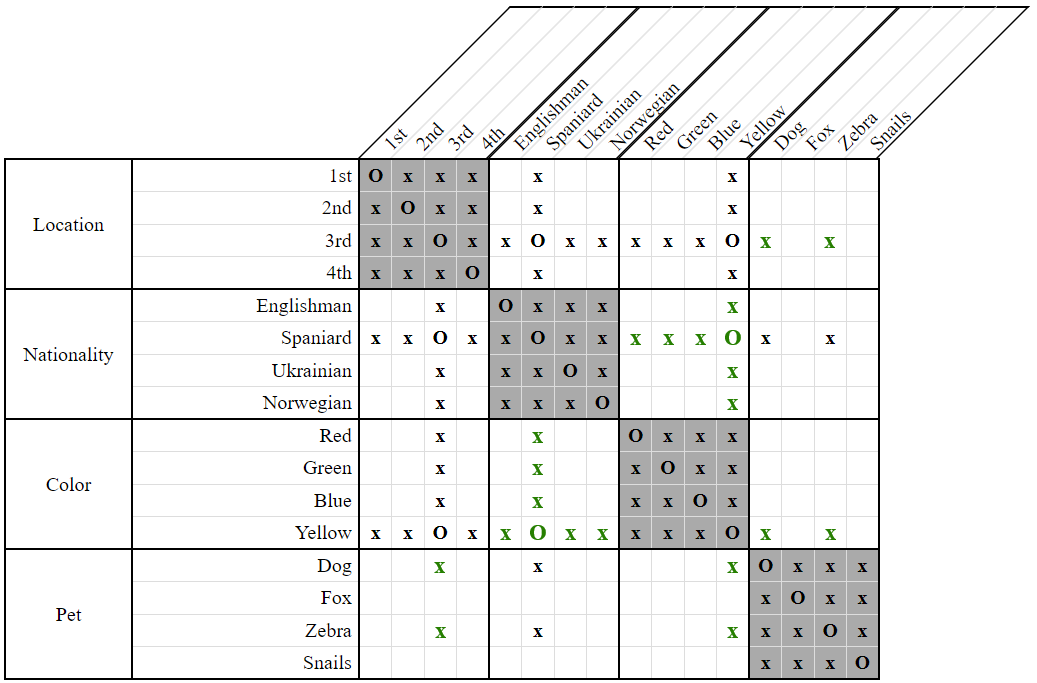 1st 2nd 3rd 4th Englishman Spaniard Ukrainian Norwegian Red Green Blue Yellow Dog Fox Zebra Snails
Location
1st O x x x x x
2nd x O x x x x
3rd x x O x x O x x x x x O x x
4th x x x O x x
Nationality
Englishman x O x x x x
Spaniard x x O x x O x x x x x O x x
Ukrainian x x x O x x
Norwegian x x x x O x
Color
Red x x O x x x
Green x x x O x x
Blue x x x x O x
Yellow x x O x x O x x x x x O x x
Pet
Dog x x x O x x x
Fox x O x x
Zebra x x x x x O x
Snails x x x O